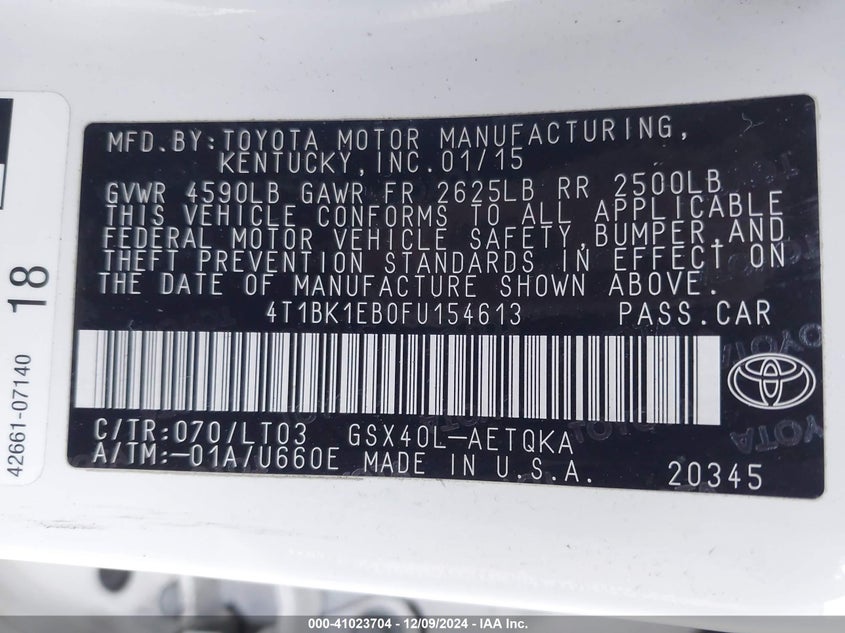 MFD.BY:TOYOTA MOTOR MANUFACTURING,
KENTUCKY,INC.01/15
GVWR 4590LB GAWR FR 2625LB RR 2500LB
THIS VEHICLE CONFORMS TO ALL APPLICABLE
FEDERAL MOTOR VEHICLE SAFETY,BUMPER,AND
THEFT PREVENTION STANDARDS IN EFFECT ON
THE DATE OF MANUFACTURE SHOWN ABOVE.
4T1BK1EB0FU154613 PASS.CAR
C/TR:070/LT03 GSX40L-AETQKA
A/TM:-01A/U660E MADE IN U.S.A. 20345
TOYOTA
18
42661-07140
000-41023704 - 12/09/2024 - IAA